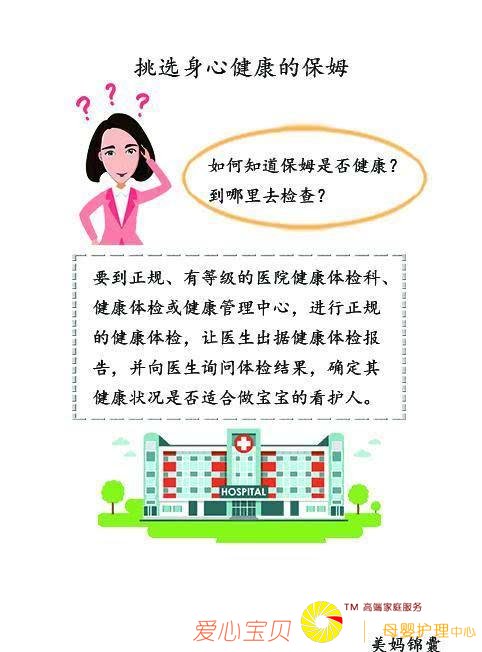 挑选身心健康的保姆
? ? ?
如何知道保姆是否健康?
到哪里去检查?
要到正规、有等级的医院健康体检科、
健康体检或健康管理中心，进行正规
的健康体检，让医生出据健康体检报
告，并向医生询问体检结果，确定其
健康状况是否适合做宝宝的看护人。
HOSPITAL
TM 高端家庭服务
爱心宝贝 | 母婴护理中心
美妈锦囊